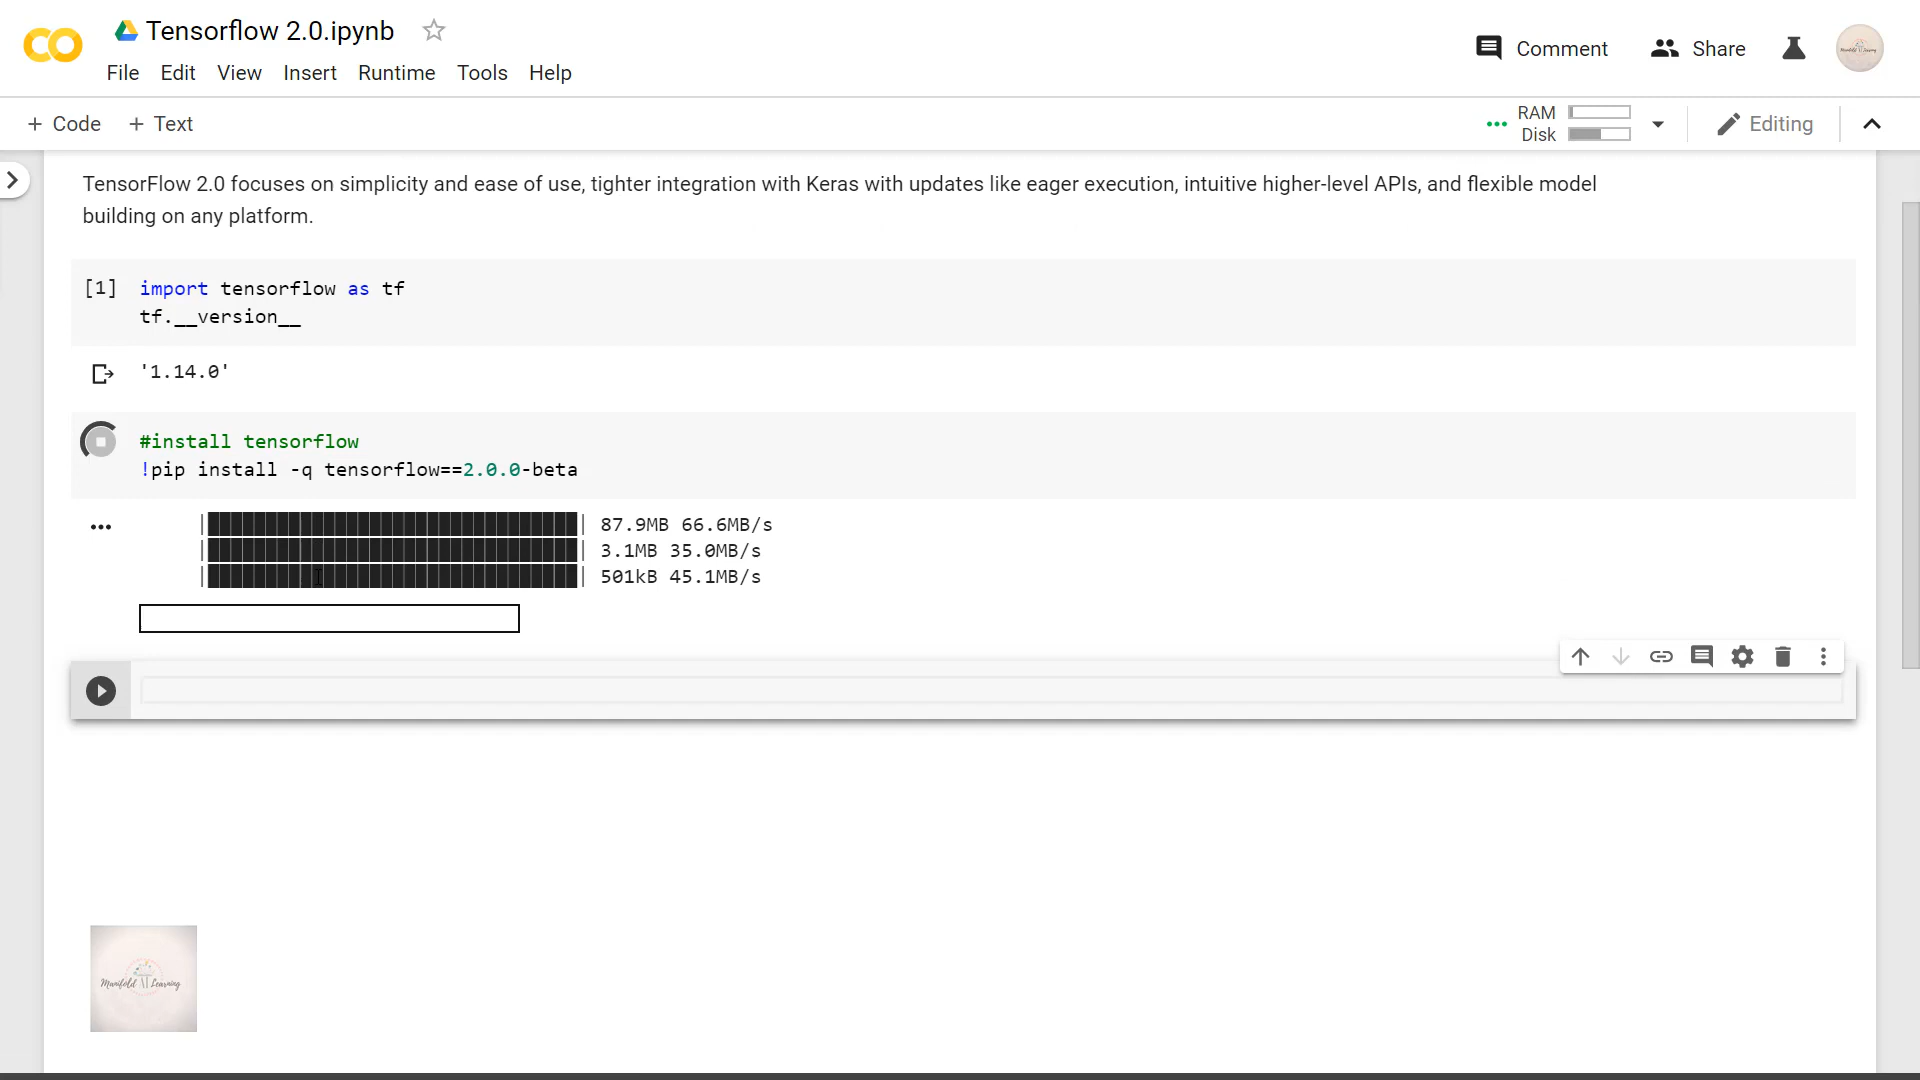 Tensorflow 2.0.ipynb
File Edit View Insert Runtime Tools Help
Comment Share
+ Code + Text
RAM
Disk
Editing
TensorFlow 2.0 focuses on simplicity and ease of use, tighter integration with Keras with updates like eager execution, intuitive higher-level APIs, and flexible model
building on any platform.
[1] import tensorflow as tf
tf.__version__
'1.14.0'
#install tensorflow
!pip install -q tensorflow==2.0.0-beta
87.9MB 66.6MB/s
3.1MB 35.0MB/s
501kB 45.1MB/s
Manifold AI Learning